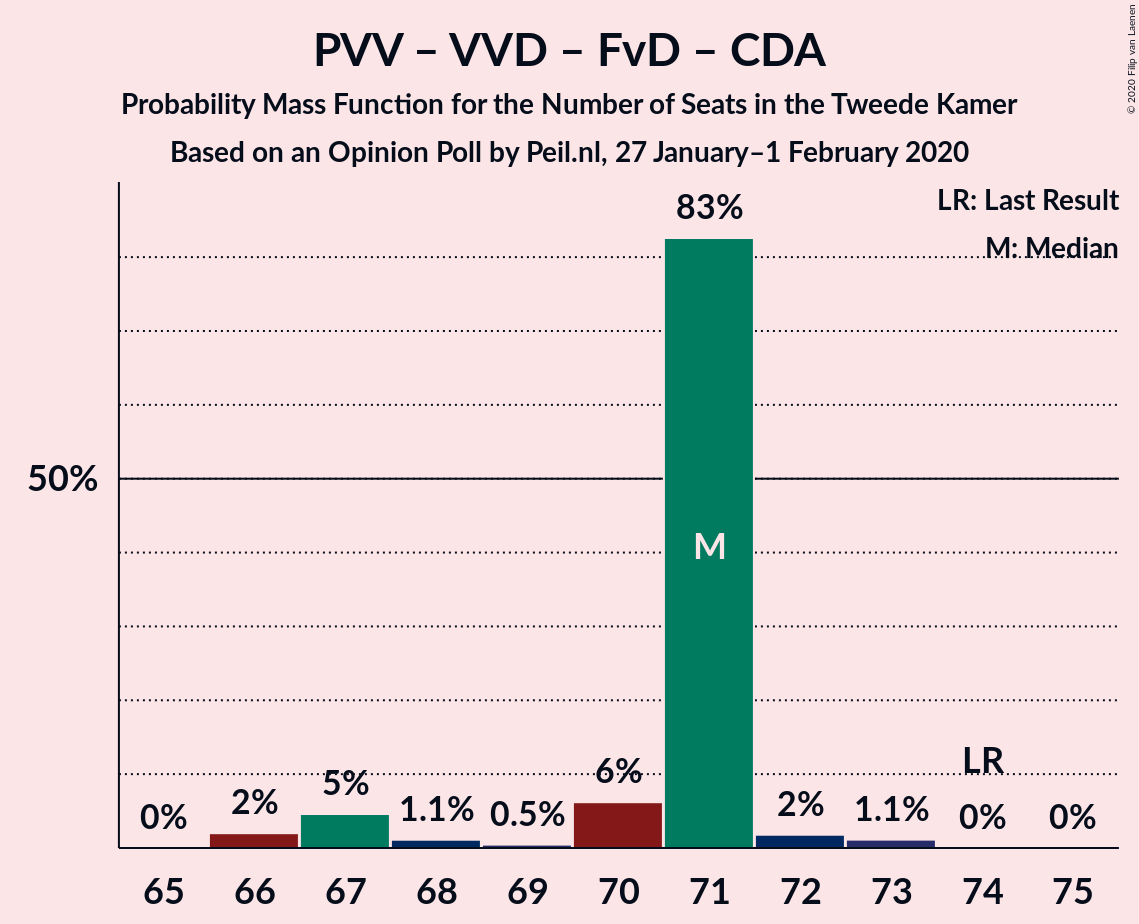 PVV – VVD – FvD – CDA
Probability Mass Function for the Number of Seats in the Tweede Kamer
Based on an Opinion Poll by Peil.nl, 27 January–1 February 2020
© 2020 Filip van Laenen
LR: Last Result
M: Median
83%
50%
M
LR
0% 2% 5% 1.1% 0.5% 6% 2% 1.1% 0% 0%
65 66 67 68 69 70 71 72 73 74 75